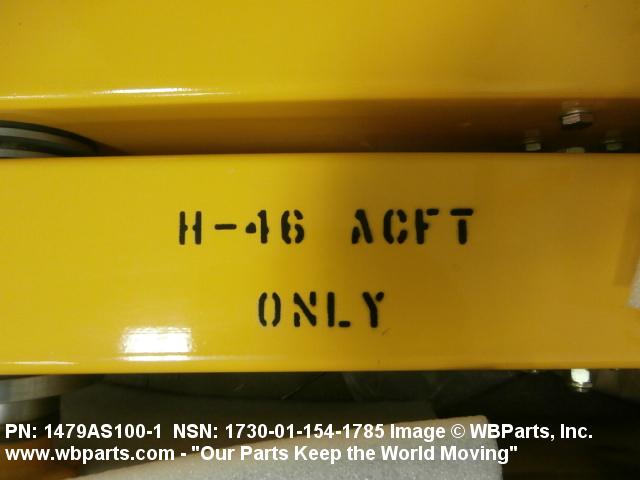 H-46 ACFT
ONLY
PN: 1479AS100-1  NSN: 1730-01-154-1785 Image © WBParts, Inc.
www.wbparts.com - "Our Parts Keep the World Moving"